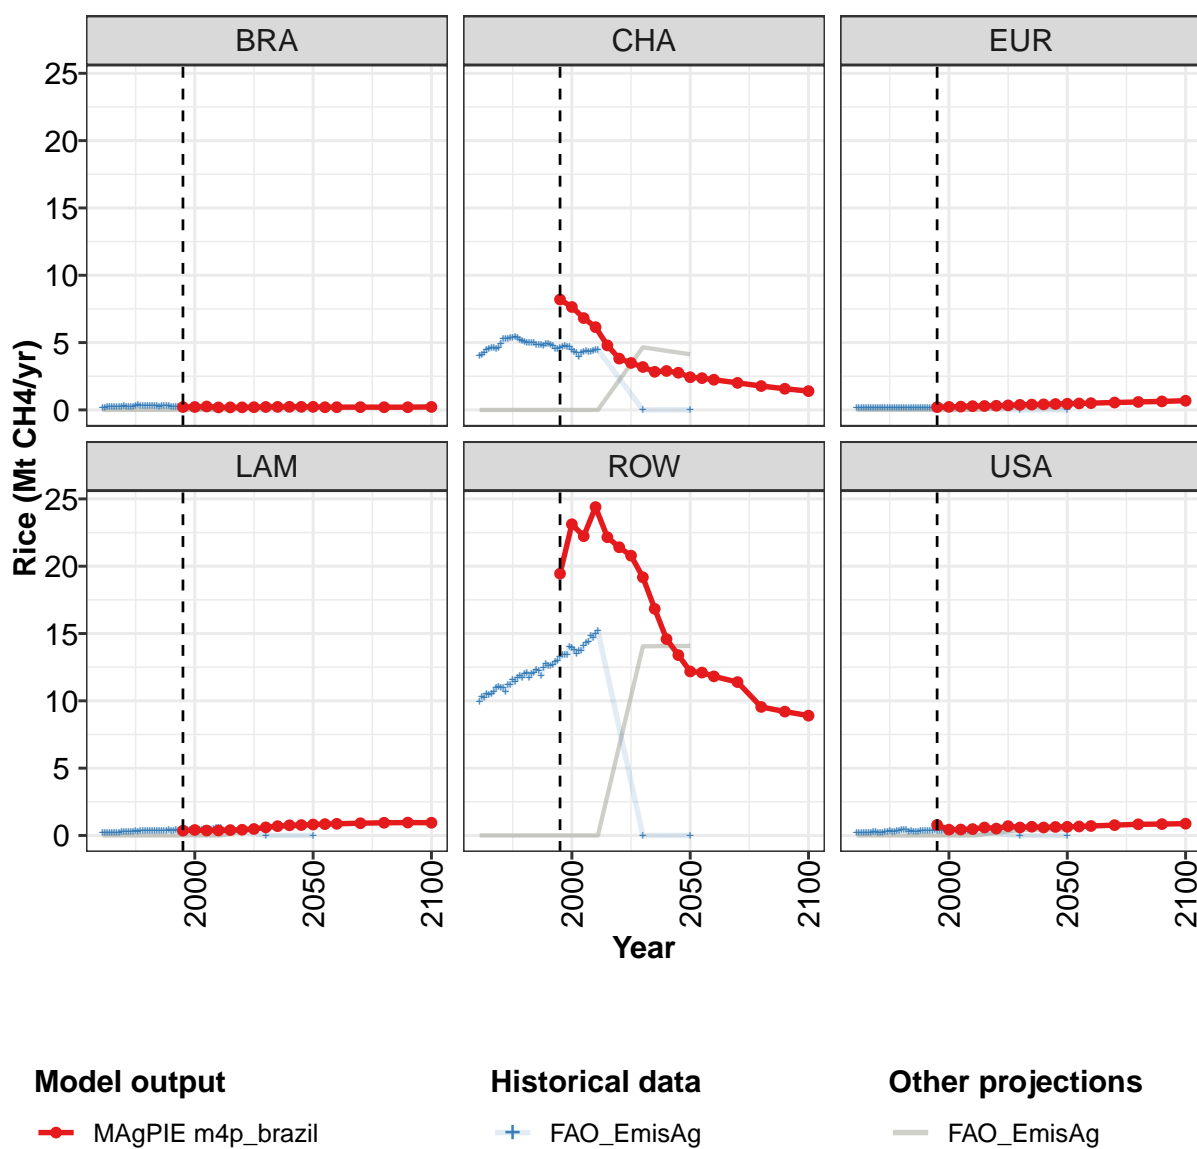 BRA
CHA
EUR
25
20
15
10
5
0
LAM
ROW
USA
25
20
15
10
5
0
Rice (Mt CH4/yr)
2000
2050
2100
2000
2050
2100
2000
2050
2100
Year
Model output
Historical data
Other projections
MAgPIE m4p_brazil
FAO_EmisAg
FAO_EmisAg